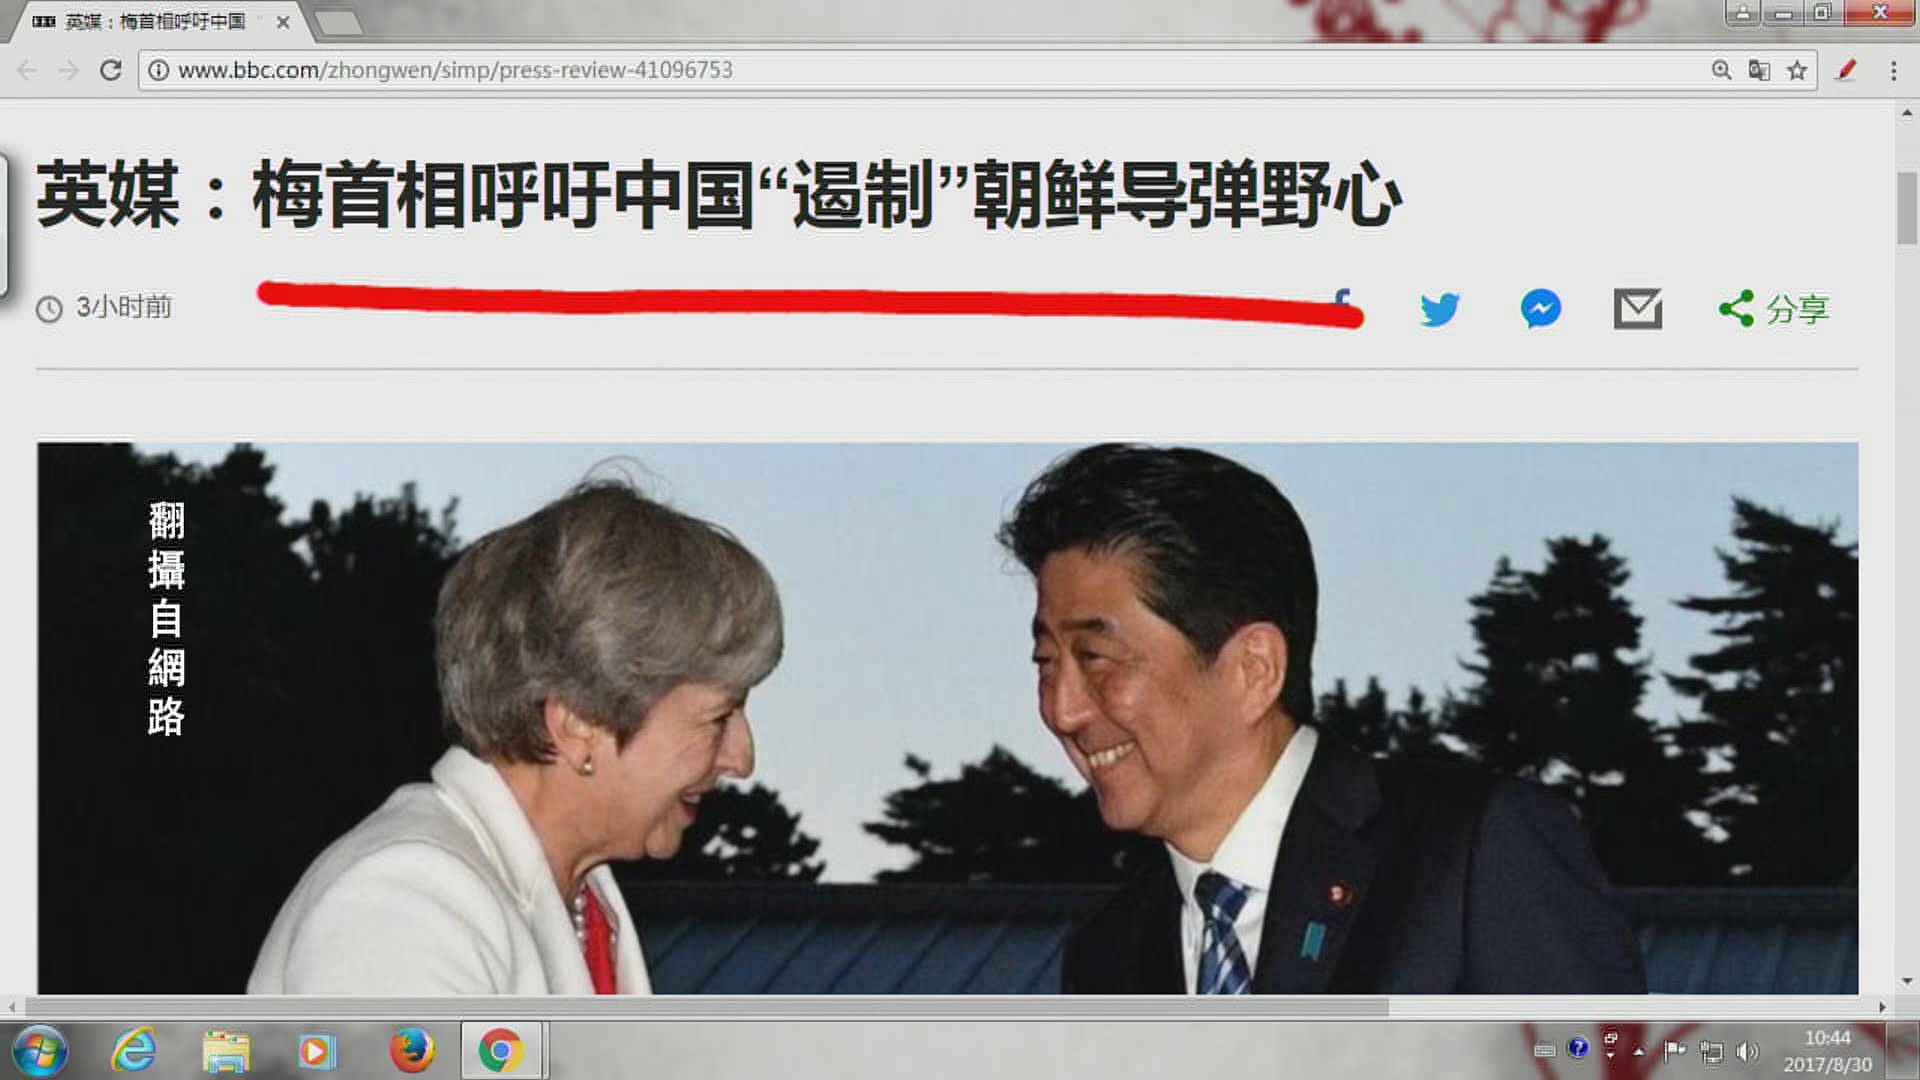 英媒：梅首相呼吁中国
www.bbc.com/zhongwen/simp/press-review-41096753
英媒：梅首相呼吁中国“遏制”朝鲜导弹野心
3小时前
分享
翻攝自網路
10:44
2017/8/30